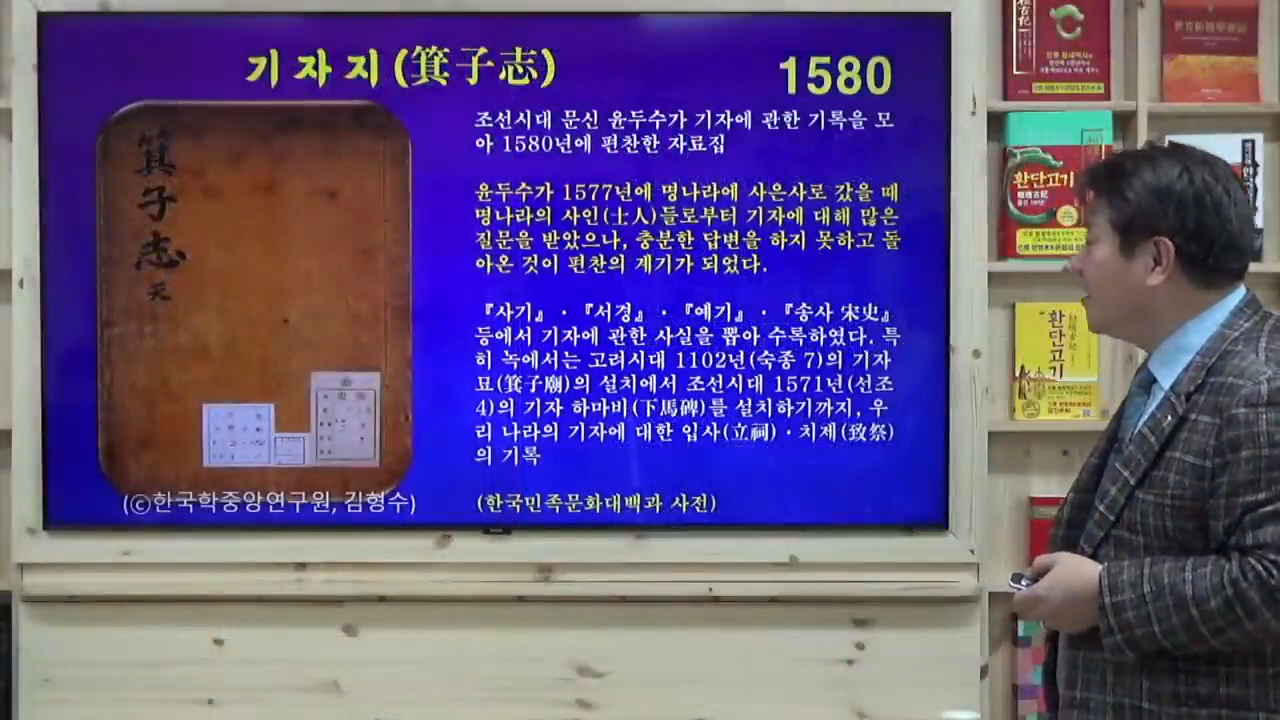 기자지(箕子志)
1580
箕子志 天
조선시대 문신 윤두수가 기자에 관한 기록을 모
아 1580년에 편찬한 자료집
윤두수가 1577년에 명나라에 사은사로 갔을 때
명나라의 사인(士人)들로부터 기자에 대해 많은
질문을 받았으나, 충분한 답변을 하지 못하고 돌
아온 것이 편찬의 계기가 되었다.
『사기』·『서경』·『예기』·『송사 宋史』
등에서 기자에 관한 사실을 뽑아 수록하였다. 특
히 녹에서는 고려시대 1102년(숙종 7)의 기자
묘(箕子廟)의 설치에서 조선시대 1571년(선조
4)의 기자 하마비(下馬碑)를 설치하기까지, 우
리 나라의 기자에 대한 입사(立祠)·치제(致祭)
의 기록
(ⓒ한국학중앙연구원, 김형수)
(한국민족문화대백과 사전)
환단고기
환단고기